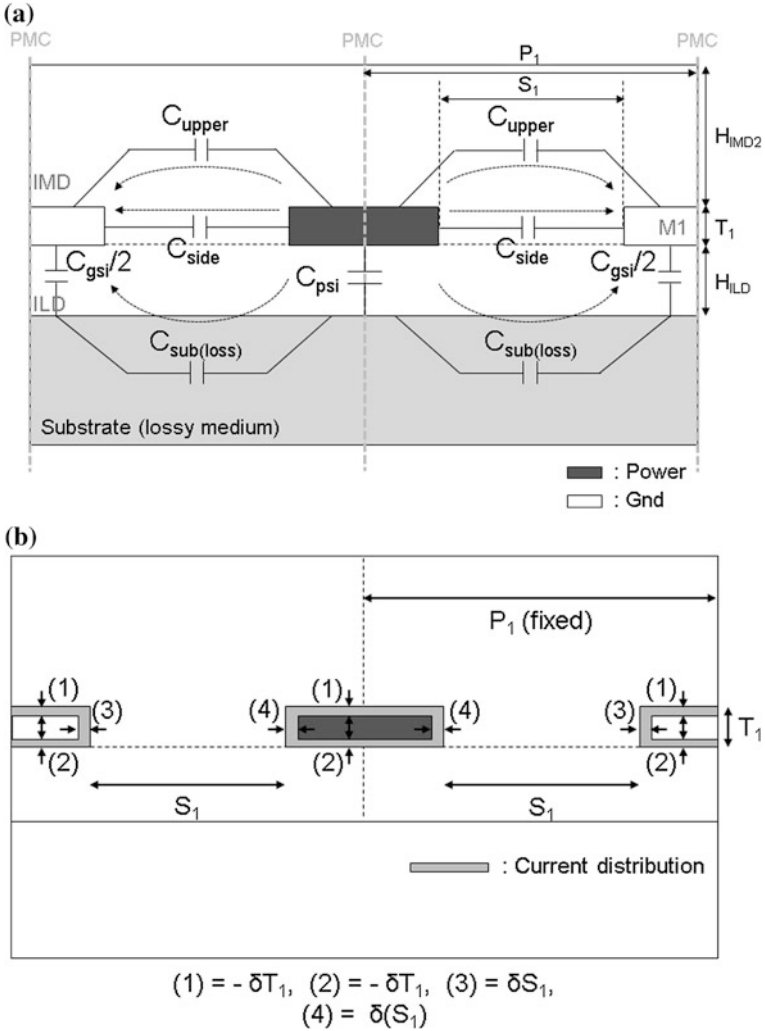 (a)
PMC PMC PMC
P1
S1
Cupper Cupper
HIMD2
IMD
M1 T1
Cside Cside
Cgsi/2 Cpsi Cgsi/2
HILD
ILD
Csub(loss) Csub(loss)
Substrate (lossy medium)
: Power
: Gnd
(b)
P1 (fixed)
(1) (1) (1)
(3) (4) (4) (3) T1
(2) (2) (2)
S1 S1
: Current distribution
(1) = - δT1, (2) = - δT1, (3) = δS1,
(4) = δ(S1)